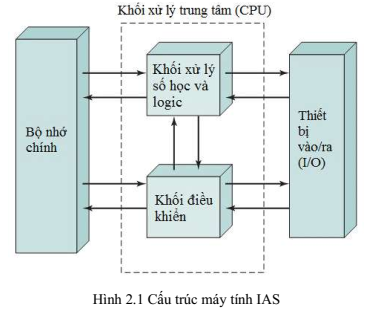 Khối xử lý trung tâm (CPU)
Khối xử lý
số học và
logic
Bộ nhớ
chính
Thiết
bị
vào/ra
(I/O)
Khối điều
khiển
Hình 2.1 Cấu trúc máy tính IAS